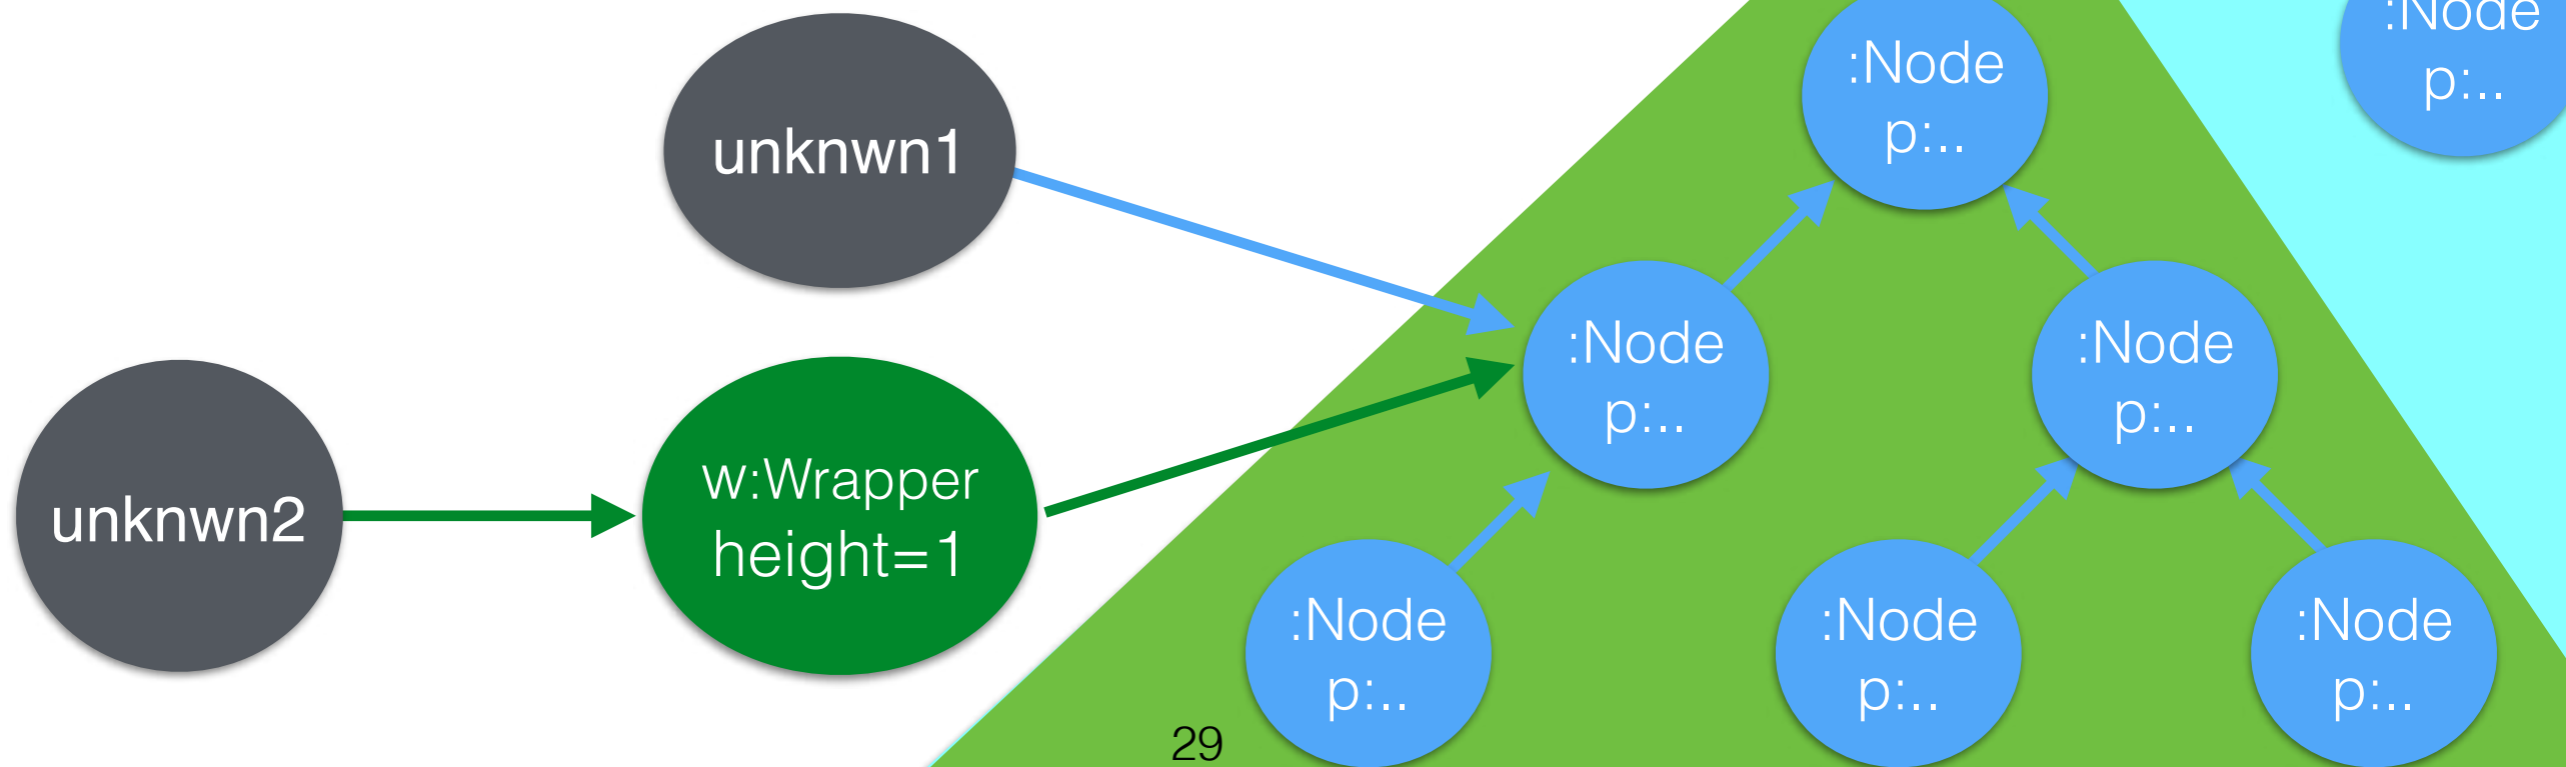 :Node
p:..
:Node
p:..
unknwn1
:Node
p:..
:Node
p:..
unknwn2
w:Wrapper
height=1
:Node
p:..
:Node
p:..
:Node
p:..
29